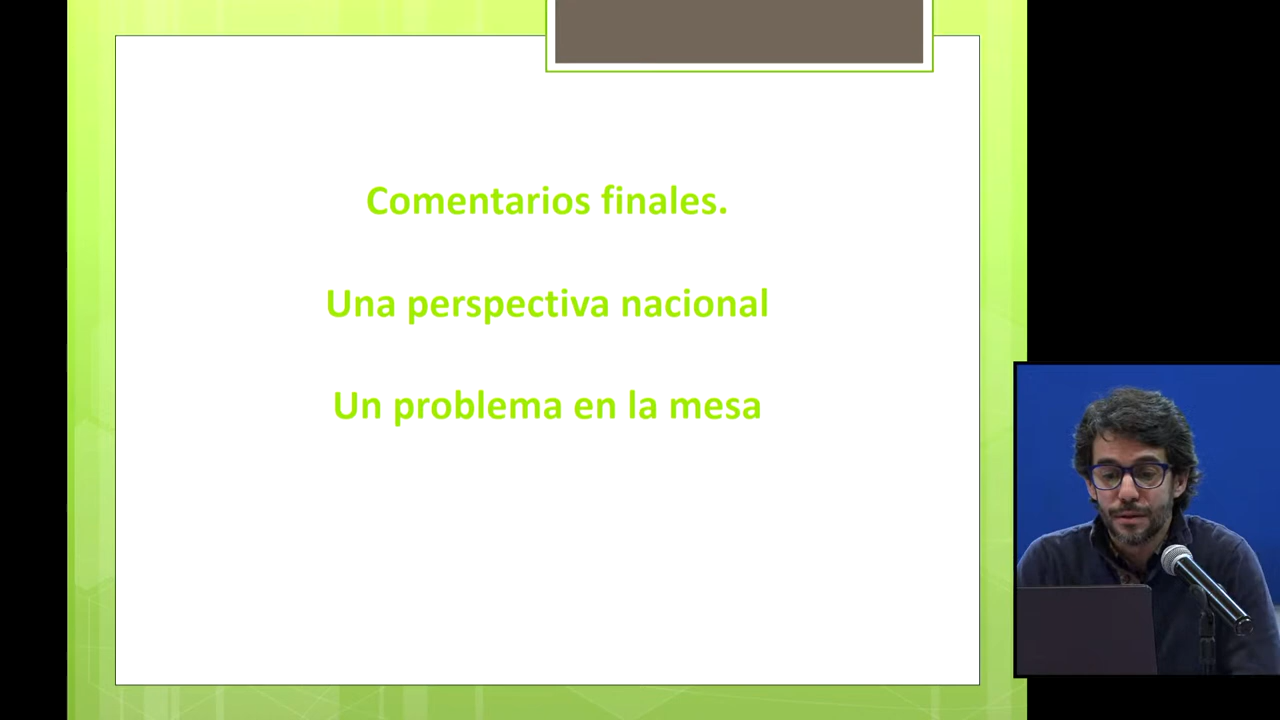 Comentarios finales.
Una perspectiva nacional
Un problema en la mesa